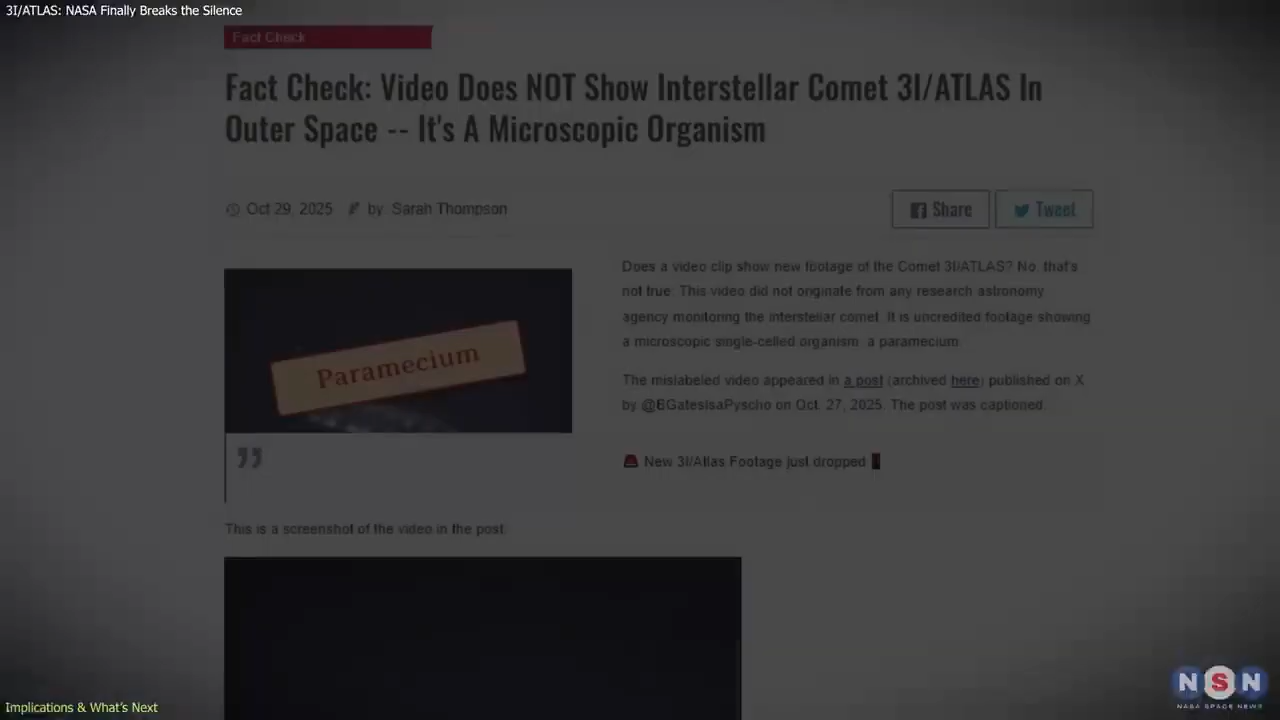 3I/ATLAS: NASA Finally Breaks the Silence
Fact Check
Fact Check: Video Does NOT Show Interstellar Comet 3I/ATLAS In
Outer Space -- It's A Microscopic Organism
Oct 29, 2025 by: Sarah Thompson
Share
Tweet
Paramecium
Does a video clip show new footage of the Comet 3I/ATLAS? No, that's
not true: This video did not originate from any research astronomy
agency monitoring the interstellar comet. It is uncredited footage showing
a microscopic single-celled organism, a paramecium.
The mislabeled video appeared in a post (archived here) published on X
by @BGatesIsaPyscho on Oct. 27, 2025. The post was captioned:
🚨 New 3I/Atlas Footage just dropped
This is a screenshot of the video in the post:
NSN
NASA SPACE NEWS
Implications & What's Next